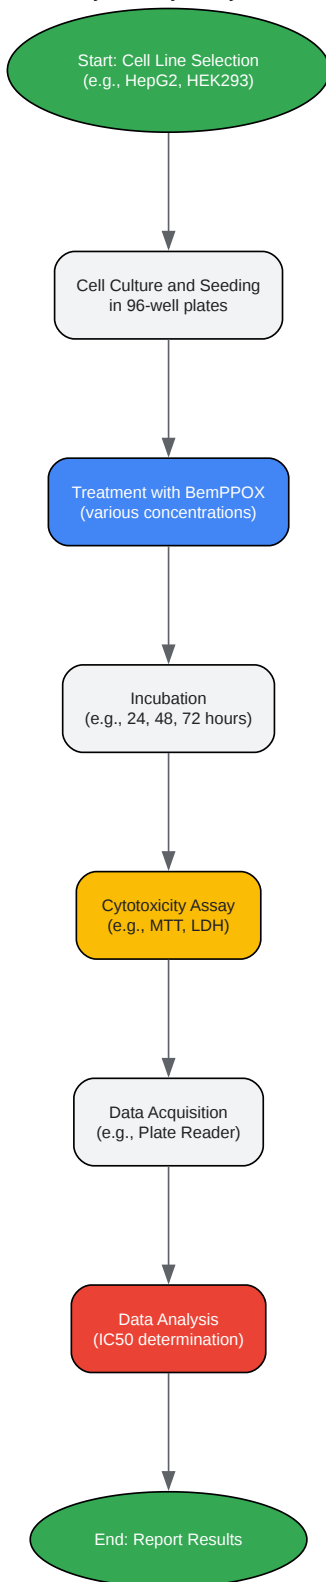 Start: Cell Line Selection
(e.g., HepG2, HEK293)
Cell Culture and Seeding
in 96-well plates
Treatment with BemPPOX
(various concentrations)
Incubation
(e.g., 24, 48, 72 hours)
Cytotoxicity Assay
(e.g., MTT, LDH)
Data Acquisition
(e.g., Plate Reader)
Data Analysis
(IC50 determination)
End: Report Results